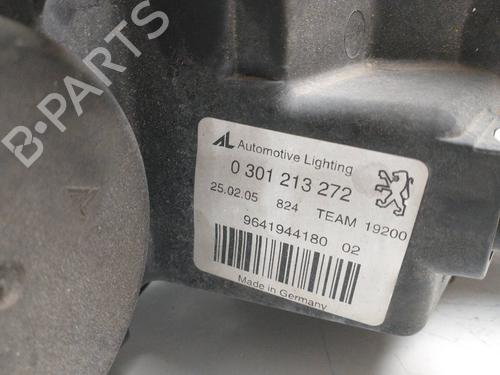 B-PARTS
AL Automotive Lighting
0 301 213 272
25.02.05 824 TEAM 19200
9641944180 02
Made in Germany